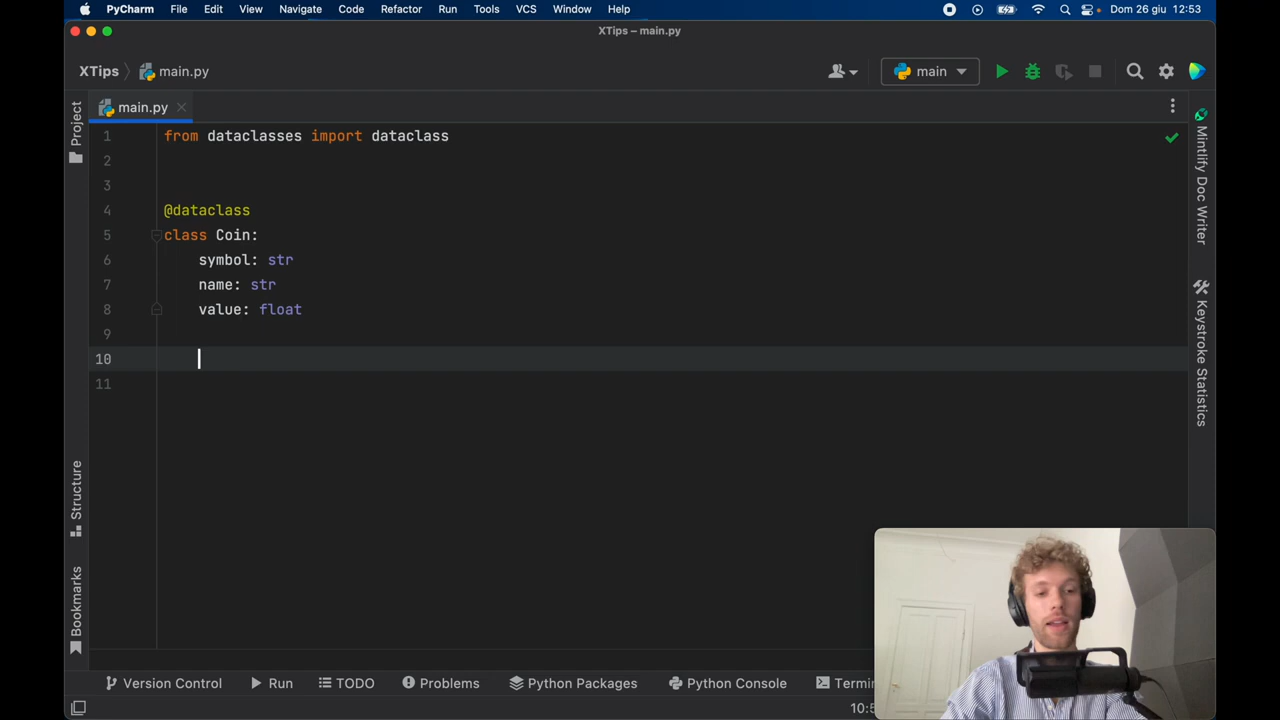 PyCharm File Edit View Navigate Code Refactor Run Tools VCS Window Help Dom 26 giu 12:53
XTips – main.py
XTips main.py main
main.py
Project
Structure
Bookmarks
1 from dataclasses import dataclass
2
3
4 @dataclass
5 class Coin:
6 symbol: str
7 name: str
8 value: float
9
10
11
Mintlify Doc Writer
Keystroke Statistics
Version Control Run TODO Problems Python Packages Python Console Termi
10:5